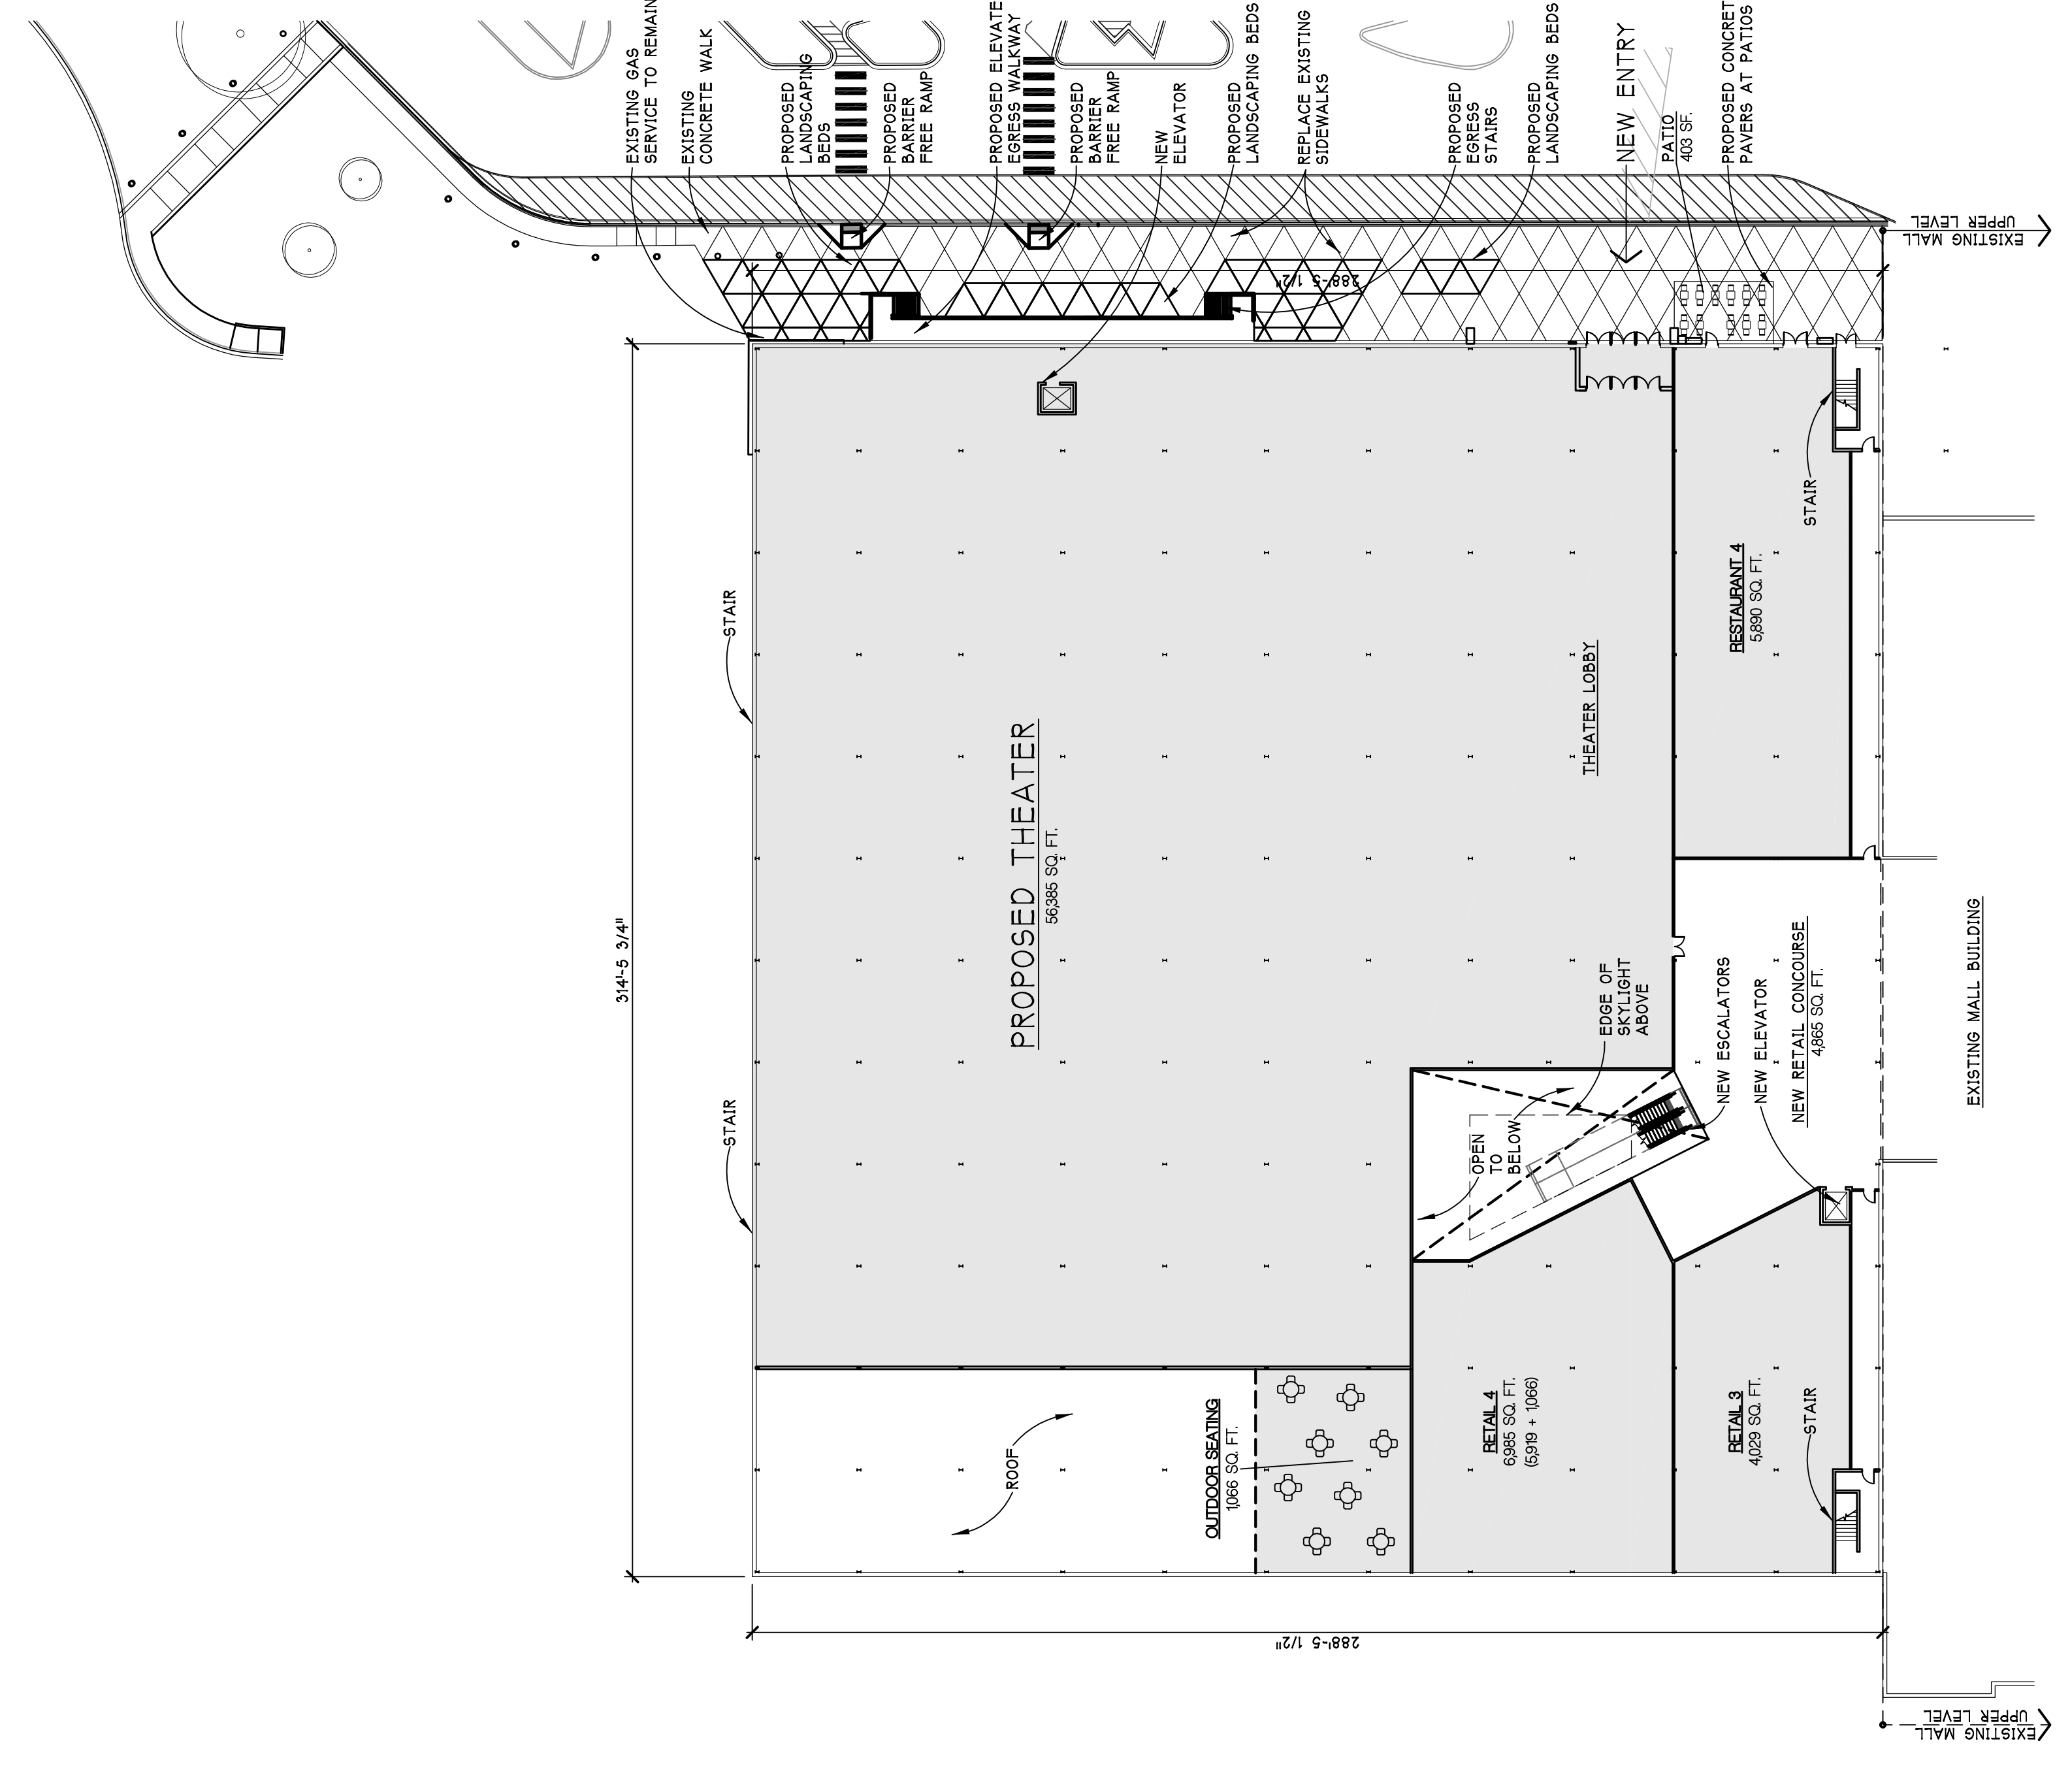 EXISTING GAS
SERVICE TO REMAIN
EXISTING
CONCRETE WALK
PROPOSED
LANDSCAPING
BEDS
PROPOSED
BARRIER
FREE RAMP
PROPOSED ELEVATE
EGRESS WALKWAY
PROPOSED
BARRIER
FREE RAMP
NEW
ELEVATOR
PROPOSED
LANDSCAPING BEDS
REPLACE EXISTING
SIDEWALKS
PROPOSED
EGRESS
STAIRS
PROPOSED
LANDSCAPING BEDS
NEW ENTRY
PATIO
403 SF.
PROPOSED CONCRET
PAVERS AT PATIOS
EXISTING MALL
UPPER LEVEL
288'-5 1/2"
314'-5 3/4"
STAIR
STAIR
PROPOSED THEATER
56,385 SQ. FT.
THEATER LOBBY
RESTAURANT 4
5,890 SQ. FT.
STAIR
EDGE OF
SKYLIGHT
ABOVE
OPEN
TO
BELOW
NEW ESCALATORS
NEW ELEVATOR
NEW RETAIL CONCOURSE
4,865 SQ. FT.
EXISTING MALL BUILDING
ROOF
OUTDOOR SEATING
1,066 SQ. FT.
RETAIL 4
6,985 SQ. FT.
(5,919 + 1,066)
RETAIL 3
4,029 SQ. FT.
STAIR
288'-5 1/2"
EXISTING MALL
UPPER LEVEL